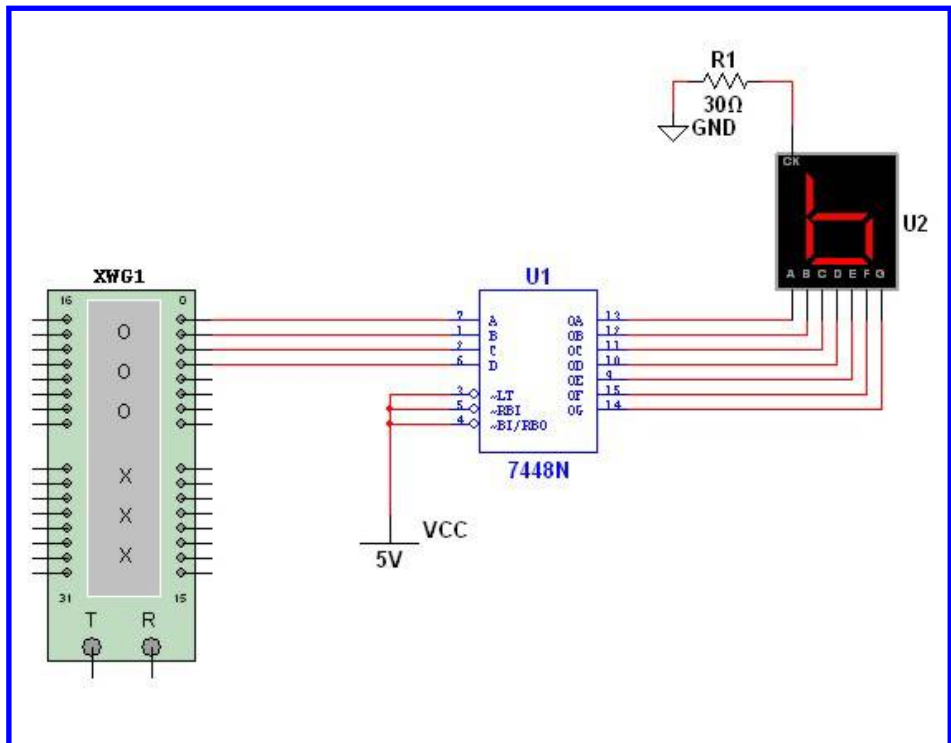 R1
30Ω
GND
CK
U2
A B C D E F G
XWG1
16 0
O
O
O
X
X
X
31 15
T R
U1
7 A OA 13
1 B OB 12
2 C OC 11
6 D OD 10
OE 9
3 ~LT OF 15
5 ~RBI OG 14
4 ~BI/RBO
7448N
VCC
5V